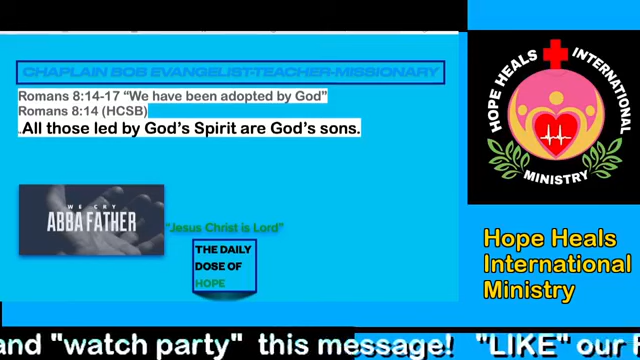 CHAPLAIN BOB EVANGELIST-TEACHER-MISSIONARY
Romans 8:14-17 “We have been adopted by God”
Romans 8:14 (HCSB)
All those led by God’s Spirit are God’s sons.
WE CRY
ABBA FATHER
"Jesus Christ is Lord"
THE DAILY
DOSE OF
HOPE
HOPE HEALS INTERNATIONAL
MINISTRY
Hope Heals
International
Ministry
and "watch party" this message! "LIKE" our